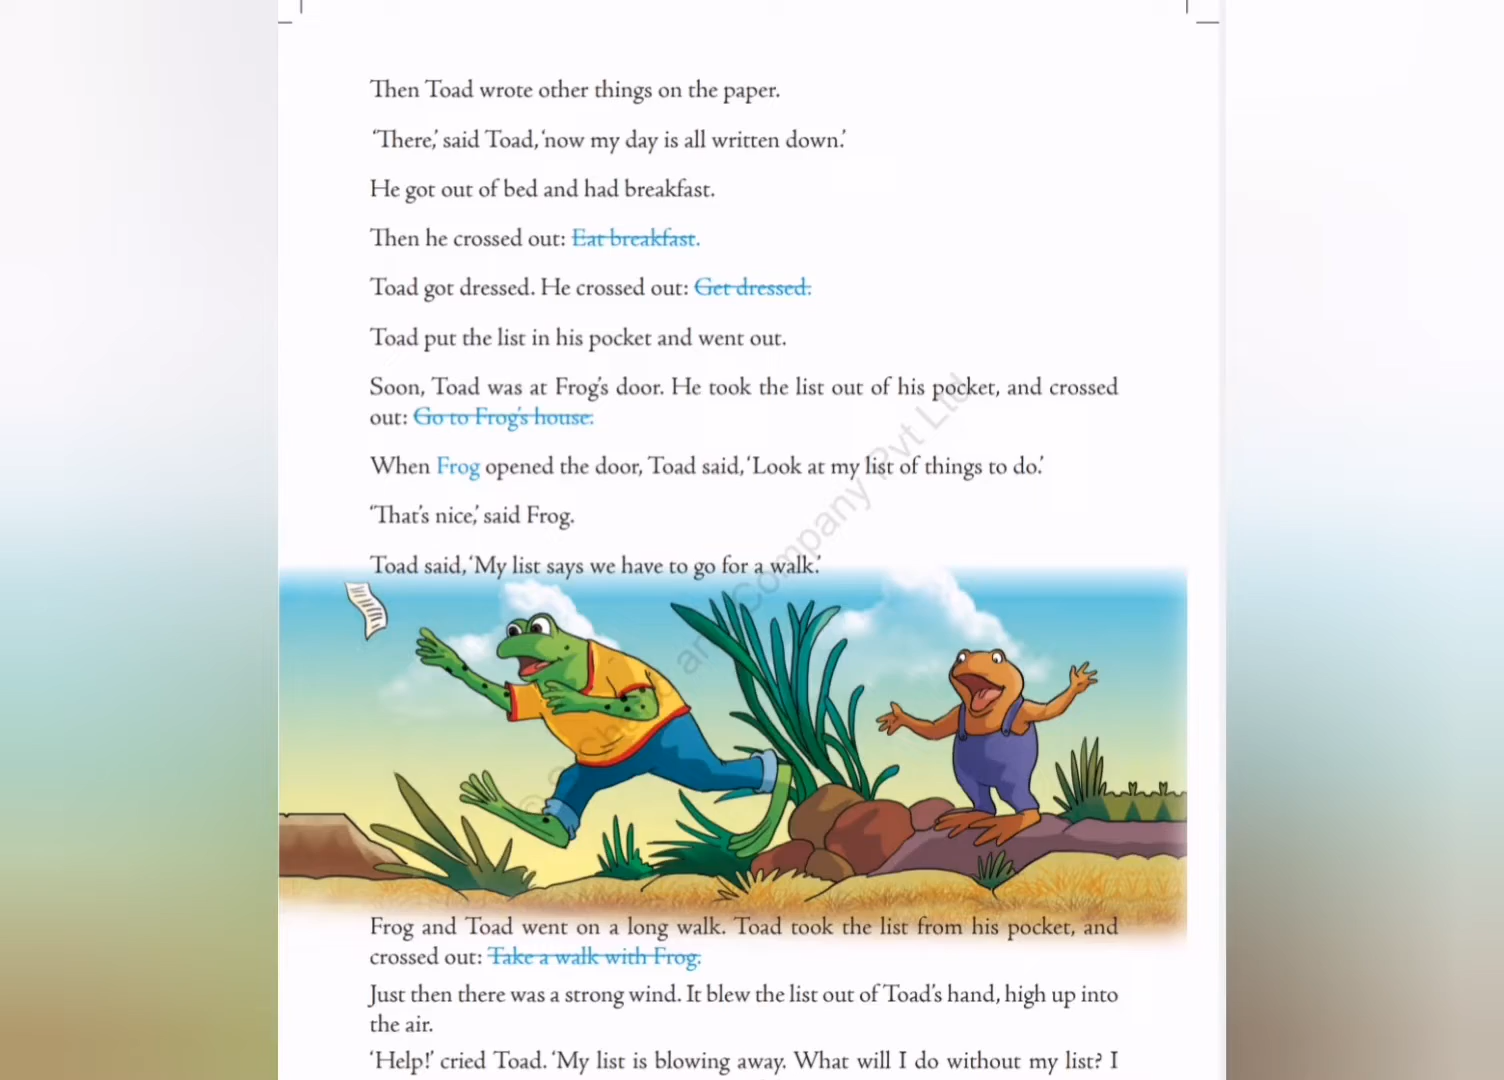 Then Toad wrote other things on the paper.
‘There,’ said Toad, ‘now my day is all written down.’
He got out of bed and had breakfast.
Then he crossed out: Eat breakfast.
Toad got dressed. He crossed out: Get dressed.
Toad put the list in his pocket and went out.
Soon, Toad was at Frog’s door. He took the list out of his pocket, and crossed
out: Go to Frog’s house.
When Frog opened the door, Toad said, ‘Look at my list of things to do.’
‘That’s nice,’ said Frog.
Toad said, ‘My list says we have to go for a walk.’
Frog and Toad went on a long walk. Toad took the list from his pocket, and
crossed out: Take a walk with Frog.
Just then there was a strong wind. It blew the list out of Toad’s hand, high up into
the air.
‘Help!’ cried Toad. ‘My list is blowing away. What will I do without my list? I
© S Chand and Company Pvt Ltd